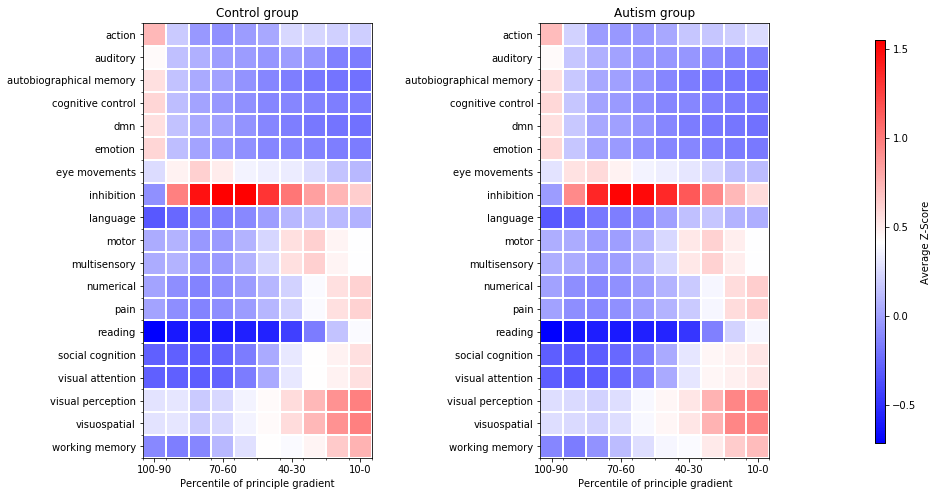 Control group
action
auditory
autobiographical memory
cognitive control
dmn
emotion
eye movements
inhibition
language
motor
multisensory
numerical
pain
reading
social cognition
visual attention
visual perception
visuospatial
working memory
100-90 70-60 40-30 10-0
Percentile of principle gradient
Autism group
action
auditory
autobiographical memory
cognitive control
dmn
emotion
eye movements
inhibition
language
motor
multisensory
numerical
pain
reading
social cognition
visual attention
visual perception
visuospatial
working memory
100-90 70-60 40-30 10-0
Percentile of principle gradient
1.5
1.0
0.5
0.0
−0.5
Average Z-Score